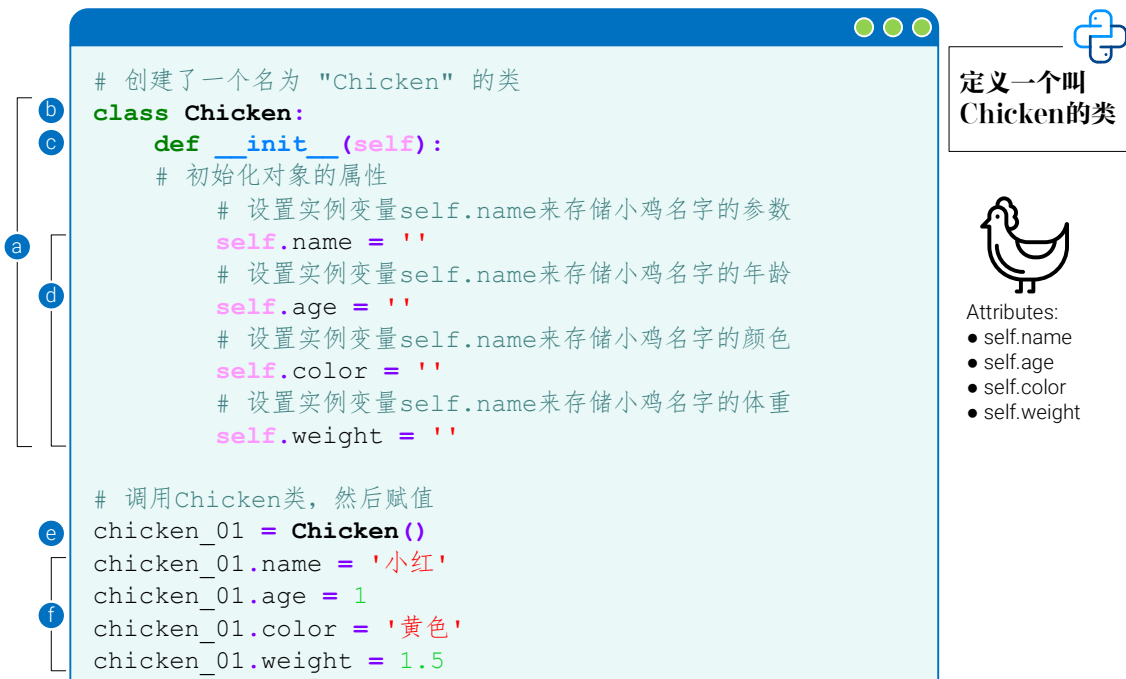 # 创建了一个名为 "Chicken" 的类
b class Chicken:
c def __init__(self):
# 初始化对象的属性
# 设置实例变量self.name来存储小鸡名字的参数
a self.name = ''
# 设置实例变量self.name来存储小鸡名字的年龄
d self.age = ''
# 设置实例变量self.name来存储小鸡名字的颜色
self.color = ''
# 设置实例变量self.name来存储小鸡名字的体重
self.weight = ''
# 调用Chicken类，然后赋值
e chicken_01 = Chicken()
chicken_01.name = '小红'
chicken_01.age = 1
f chicken_01.color = '黄色'
chicken_01.weight = 1.5
定义一个叫
Chicken的类
Attributes:
● self.name
● self.age
● self.color
● self.weight